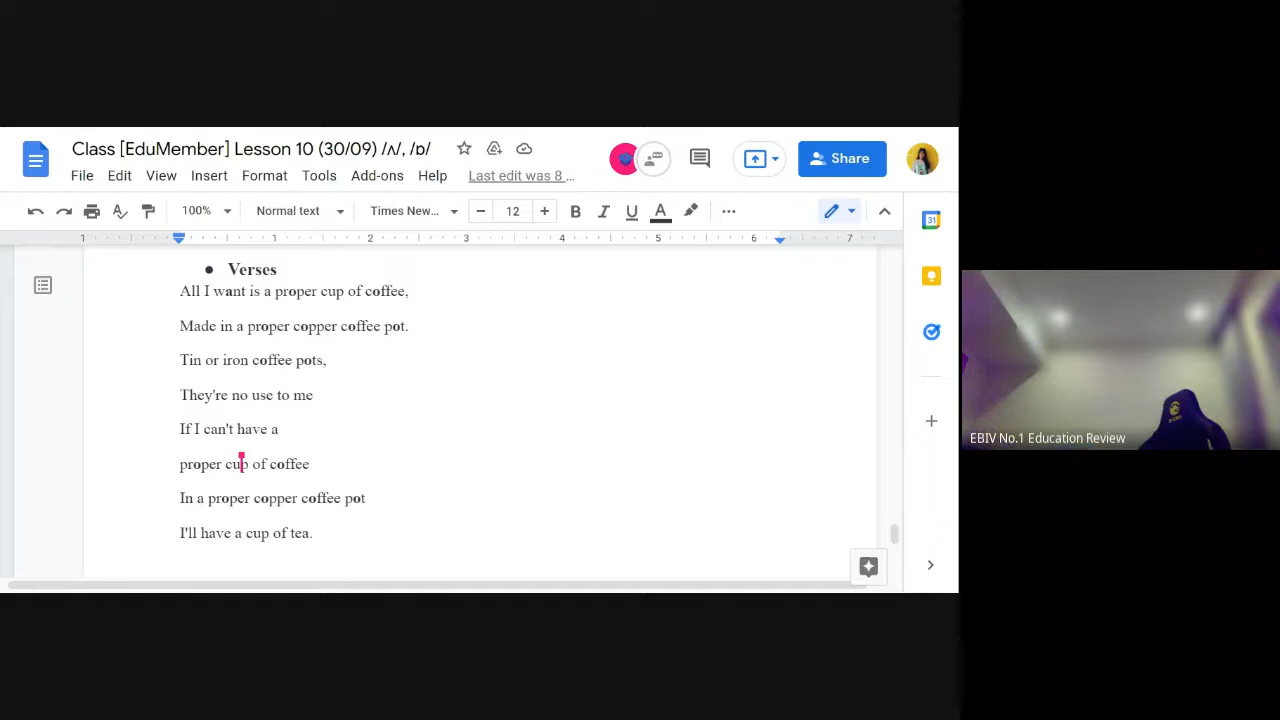 Class [EduMember] Lesson 10 (30/09) /ʌ/, /ɒ/
File Edit View Insert Format Tools Add-ons Help Last edit was 8 ...
Share
100% Normal text Times New... 12 B I U A
1 1 2 3 4 5 6 7
31
● Verses
All I want is a proper cup of coffee,
Made in a proper copper coffee pot.
Tin or iron coffee pots,
They're no use to me
If I can't have a
proper cup of coffee
In a proper copper coffee pot
I'll have a cup of tea.
EBIV No.1 Education Review